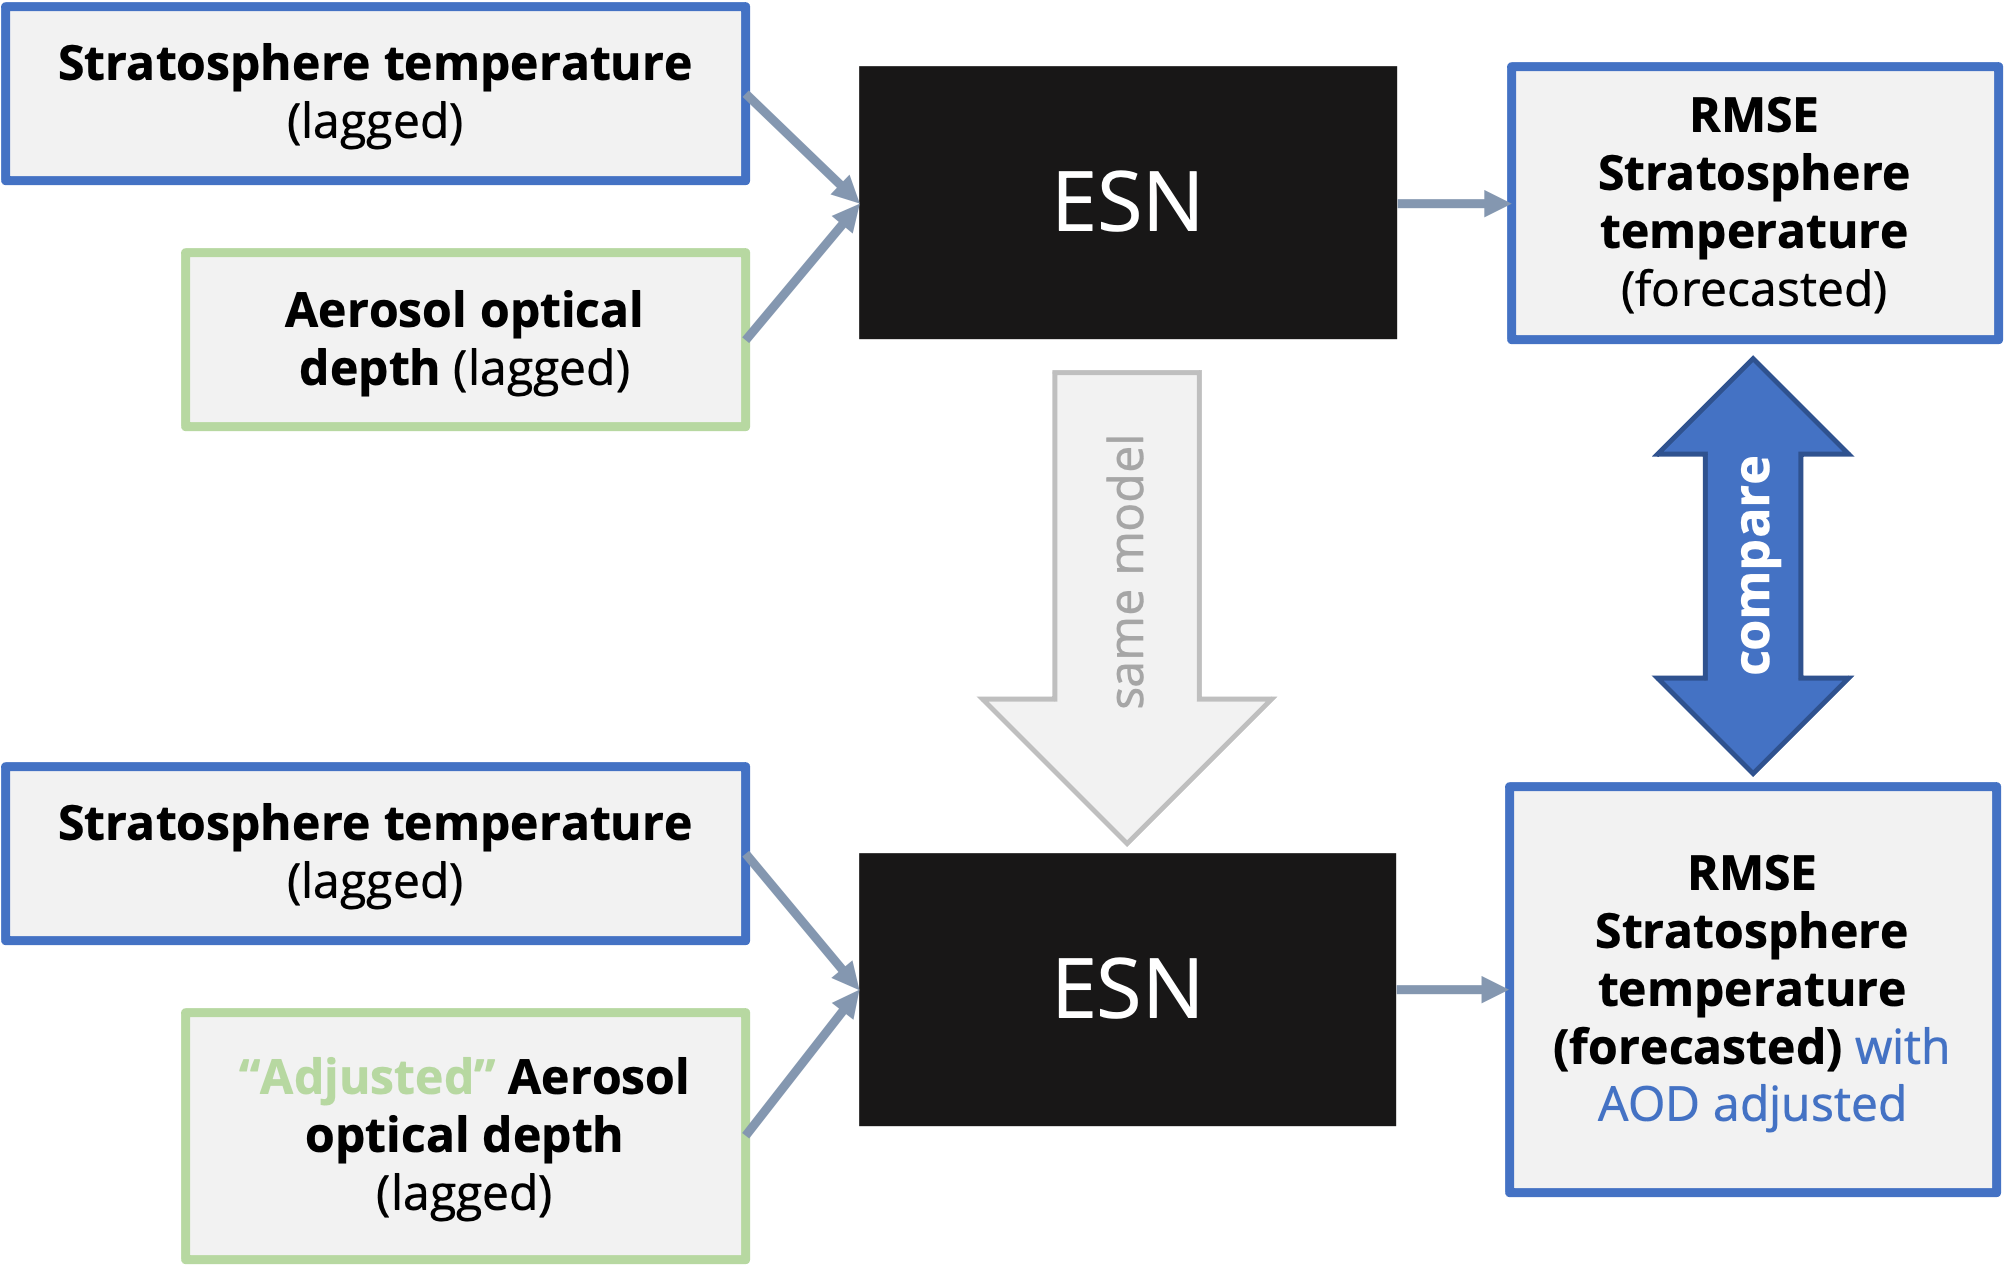 Stratosphere temperature
(lagged)
Aerosol optical
depth (lagged)
ESN
RMSE
Stratosphere
temperature
(forecasted)
same model
compare
Stratosphere temperature
(lagged)
“Adjusted” Aerosol
optical depth
(lagged)
ESN
RMSE
Stratosphere
temperature
(forecasted) with
AOD adjusted